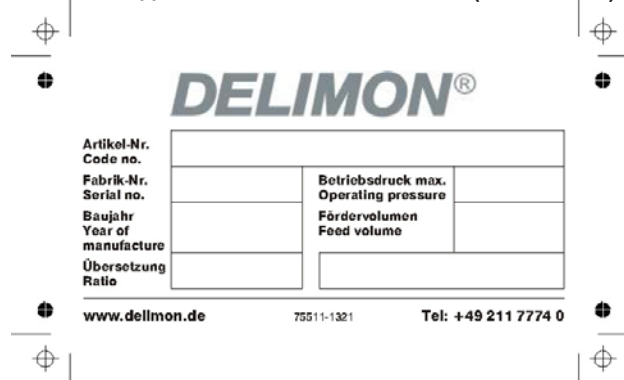 DELIMON®
Artikel-Nr.
Code no.
Fabrik-Nr.
Serial no.
Betriebsdruck max.
Operating pressure
Baujahr
Year of
manufacture
Fördervolumen
Feed volume
Übersetzung
Ratio
www.delimon.de 75511-1321 Tel: +49 211 7774 0